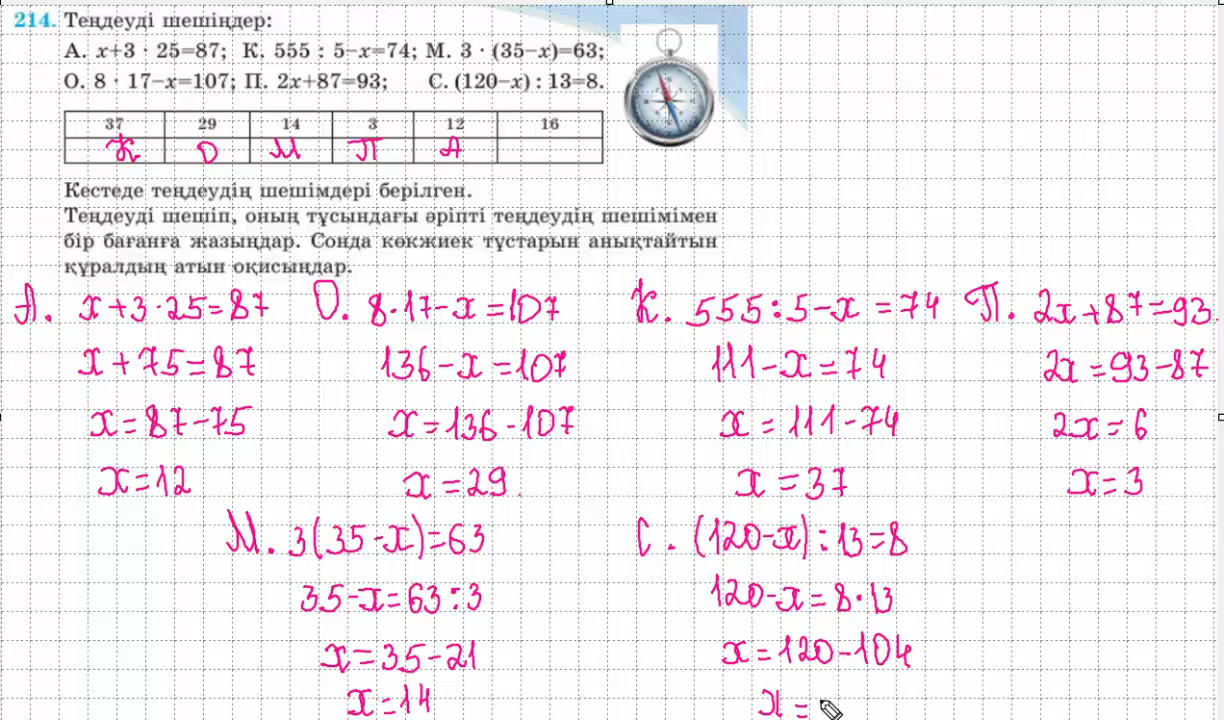 214. Теңдеуді шешіңдер:
А. x+3 · 25=87; К. 555 : 5−x=74; М. 3 · (35−x)=63;
О. 8 · 17−x=107; П. 2x+87=93; С. (120−x) : 13=8.
37 29 14 3 12 16
К О М П А
Кестеде теңдеудің шешімдері берілген.
Теңдеуді шешіп, оның тұсындағы әріпті теңдеудің шешімімен
бір бағанға жазыңдар. Сонда көкжиек тұстарын анықтайтын
құралдың атын оқисыңдар.
А. x+3·25=87 О. 8·17−x=107 К. 555:5−x=74 П. 2x+87=93
x+75=87 136−x=107 111−x=74 2x=93−87
x=87−75 x=136−107 x=111−74 2x=6
x=12 x=29. x=37 x=3
М. 3(35−x)=63 С. (120−x):13=8
35−x=63:3 120−x=8·13
x=35−21 x=120−104
x=14 x=